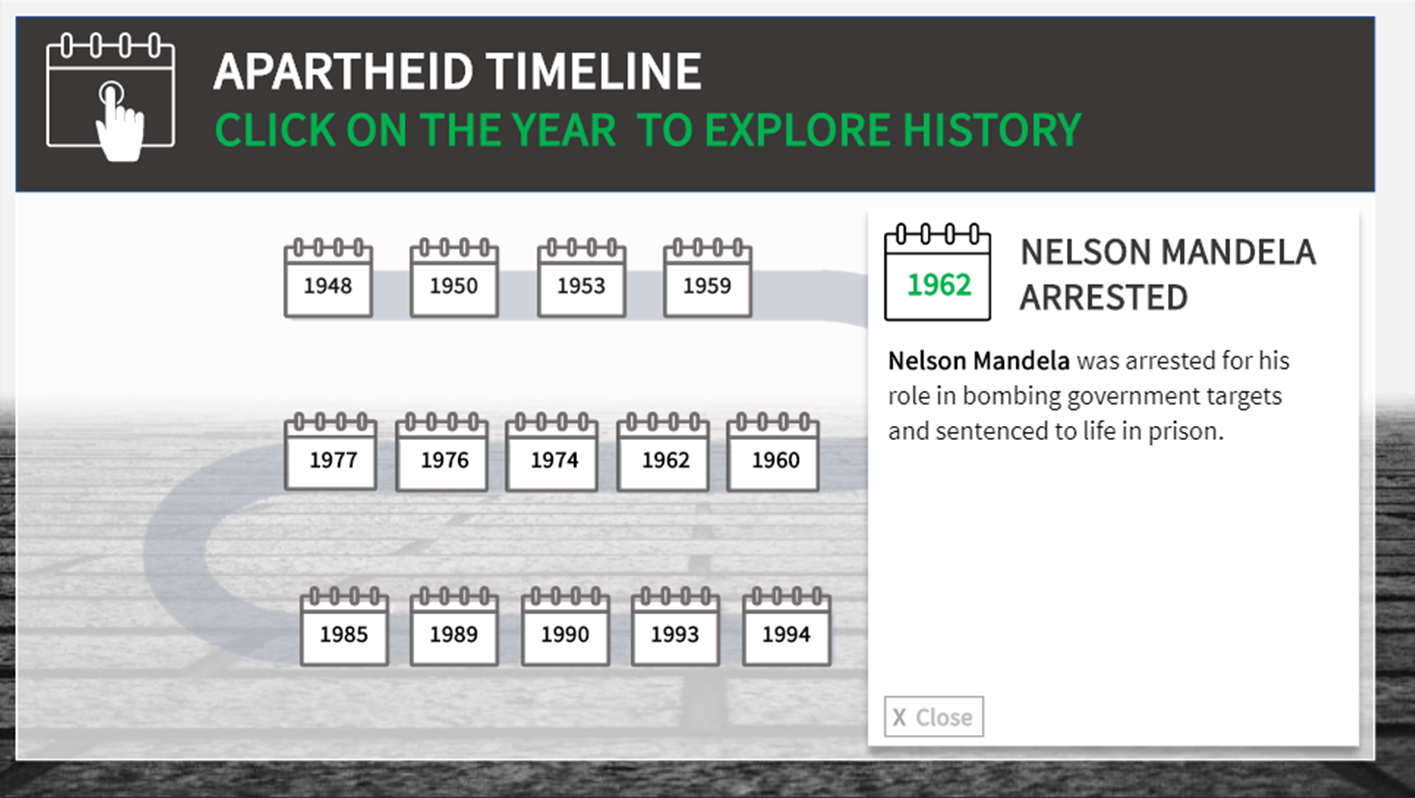 APARTHEID TIMELINE
CLICK ON THE YEAR  TO EXPLORE HISTORY
1948 1950 1953 1959
1977 1976 1974 1962 1960
1985 1989 1990 1993 1994
1962
NELSON MANDELA
ARRESTED
Nelson Mandela was arrested for his
role in bombing government targets
and sentenced to life in prison.
X Close